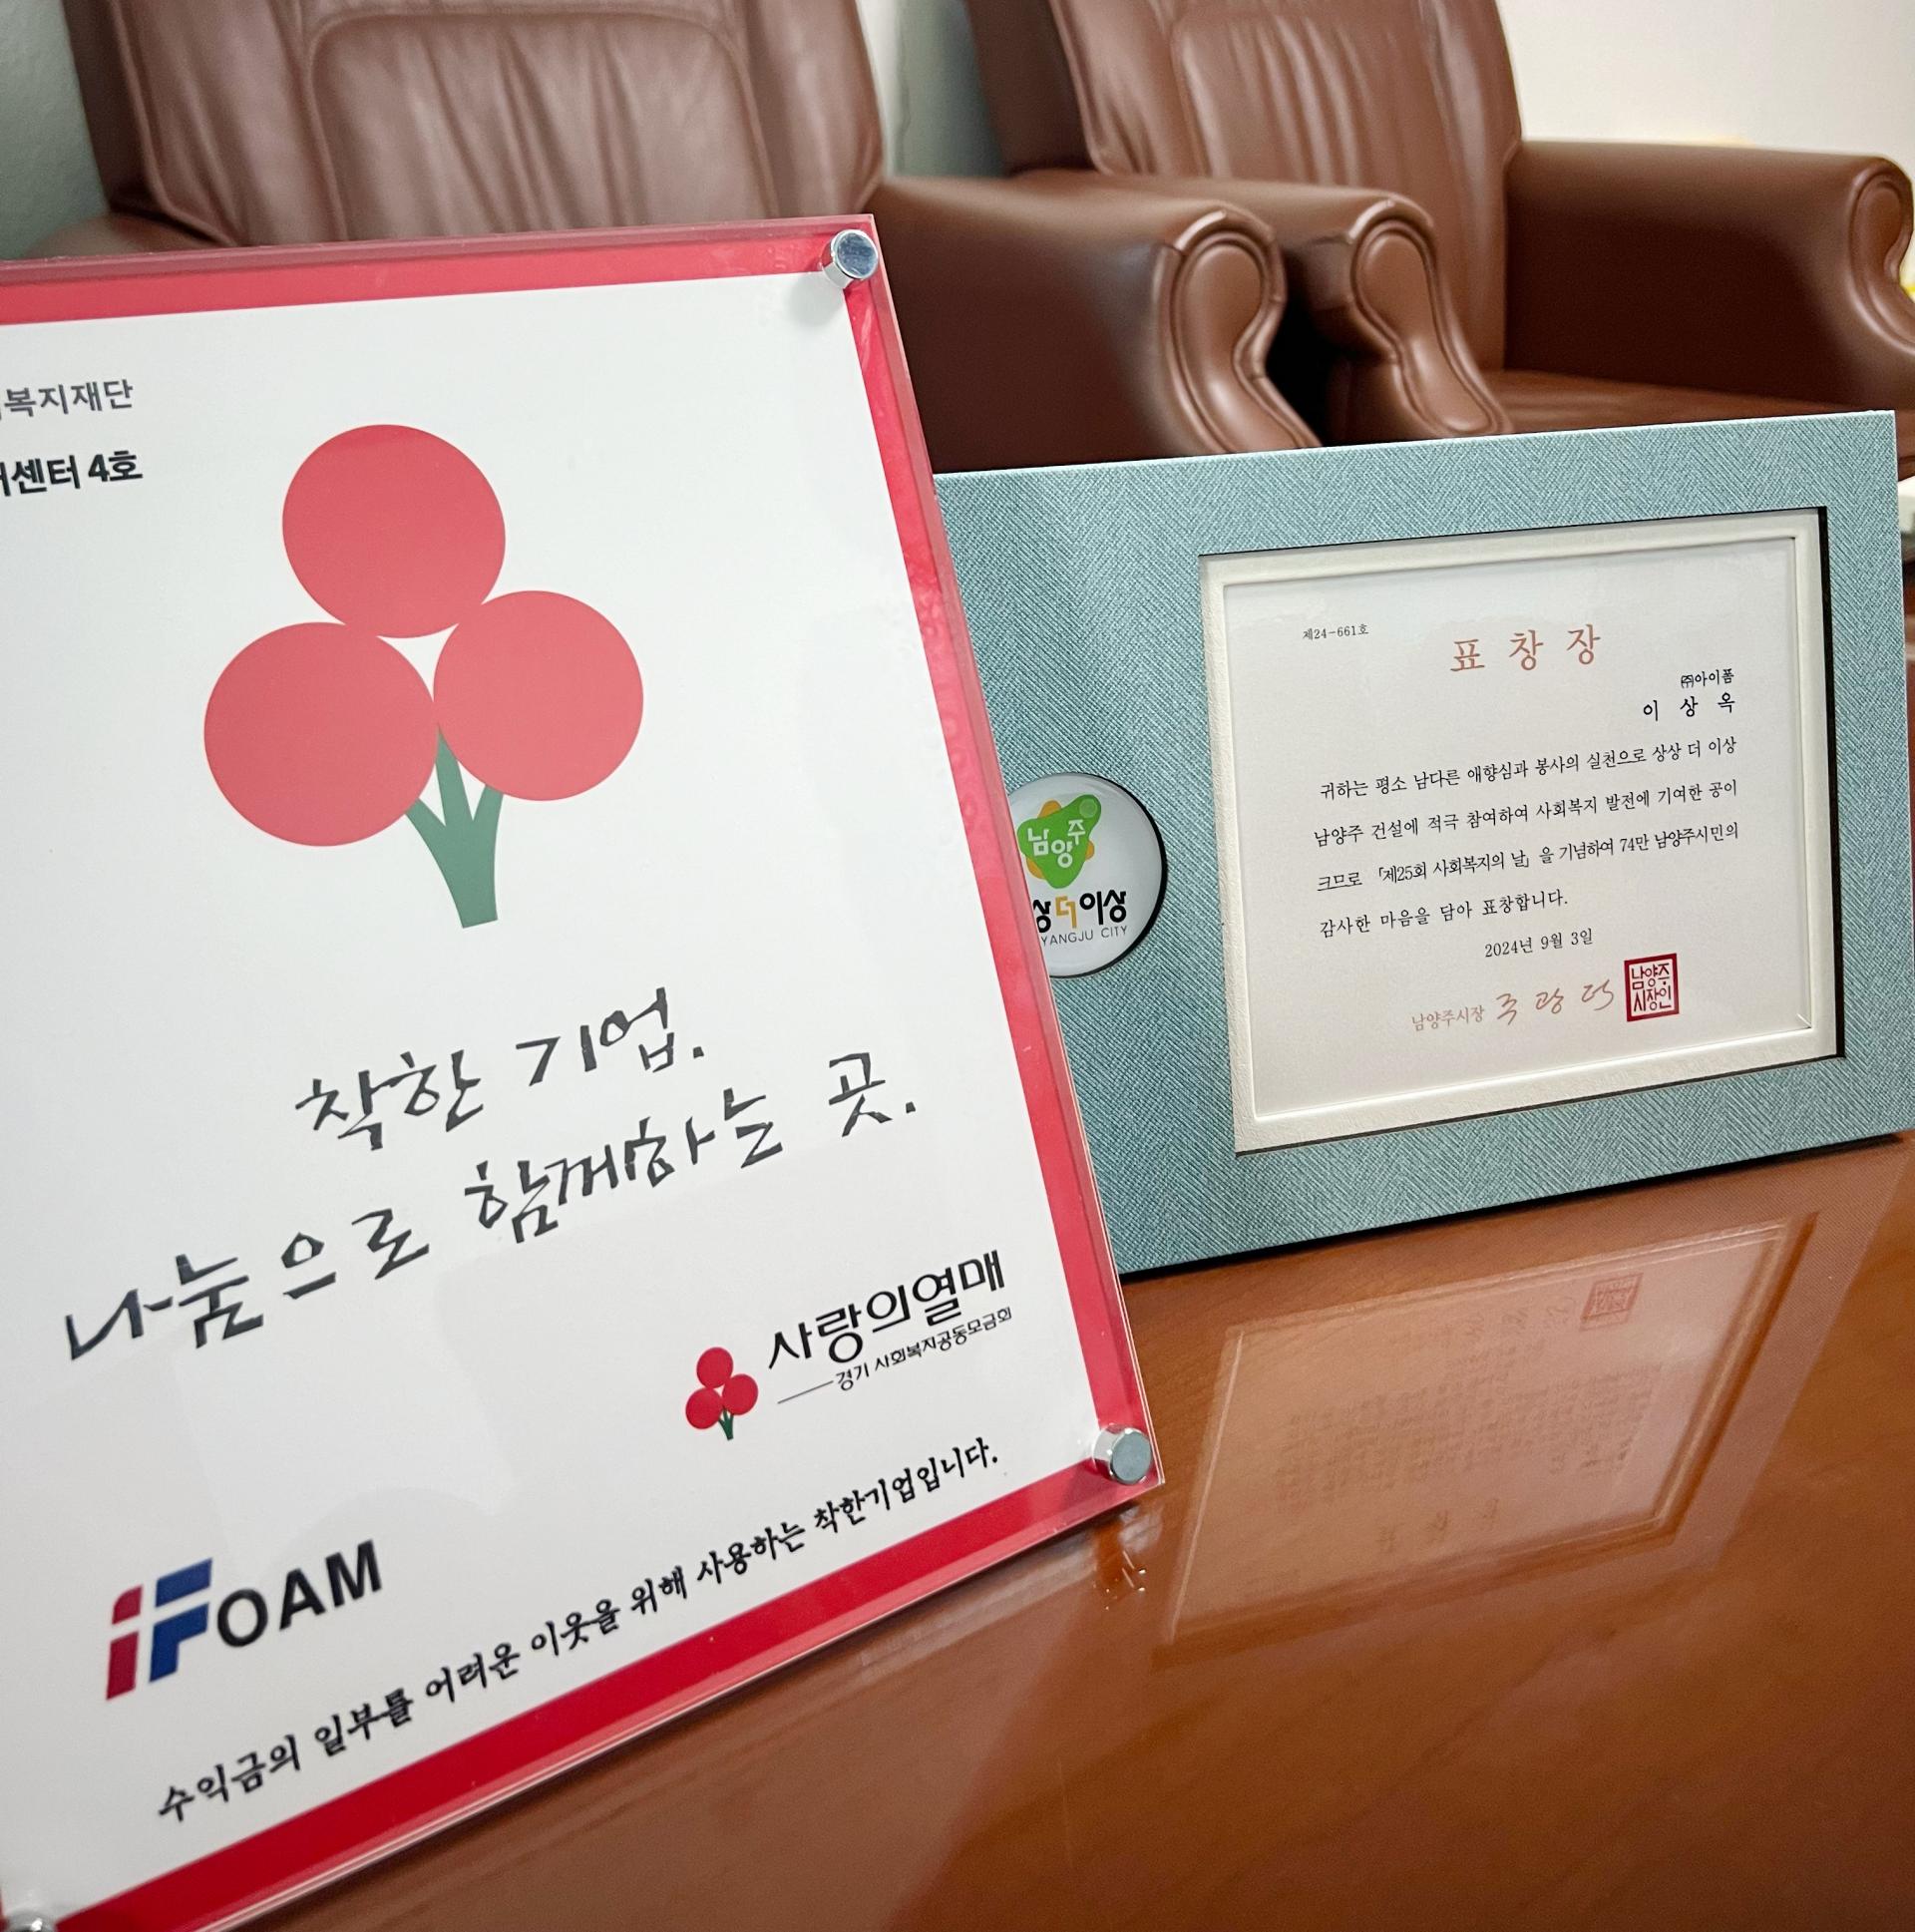 복지재단
센터 4호
착한 기업.
나눔으로 함께하는 곳.
사랑의열매
경기 사회복지공동모금회
iFOAM
수익금의 일부를 어려운 이웃을 위해 사용하는 착한기업입니다.
남양주
상 더 이상
YANGJU CITY
제24-661호
표 창 장
㈜아이폼
이 상 옥
귀하는 평소 남다른 애향심과 봉사의 실천으로 상상 더 이상
남양주 건설에 적극 참여하여 사회복지 발전에 기여한 공이
크므로 「제25회 사회복지의 날」을 기념하여 74만 남양주시민의
감사한 마음을 담아 표창합니다.
2024년 9월 3일
남양주시장 주광덕
남양주
시장인